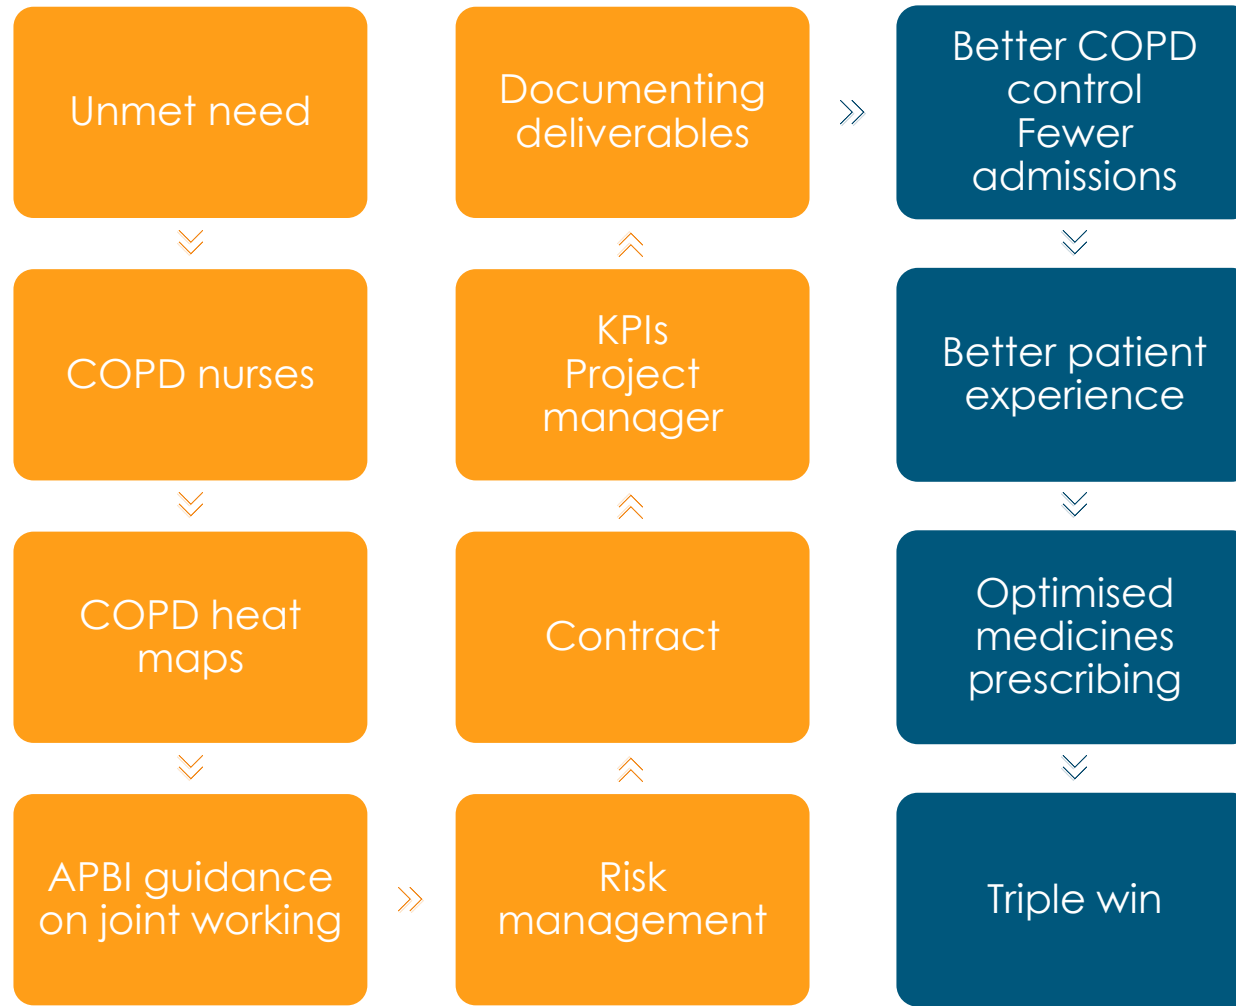 Unmet need
COPD nurses
COPD heat
maps
APBI guidance
on joint working
Risk
management
Contract
KPIs
Project
manager
Documenting
deliverables
Better COPD
control
Fewer
admissions
Better patient
experience
Optimised
medicines
prescribing
Triple win